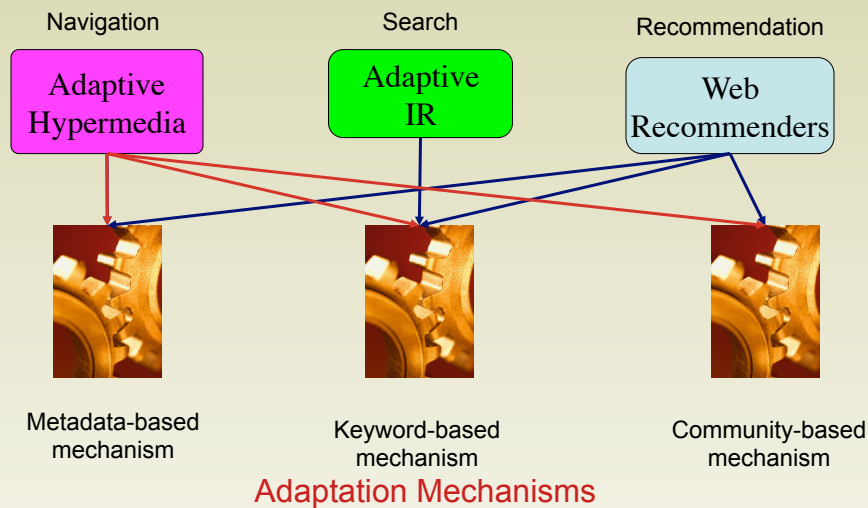 Navigation
Search
Recommendation
Adaptive
Hypermedia
Adaptive
IR
Web
Recommenders
Metadata-based
mechanism
Keyword-based
mechanism
Community-based
mechanism
Adaptation Mechanisms